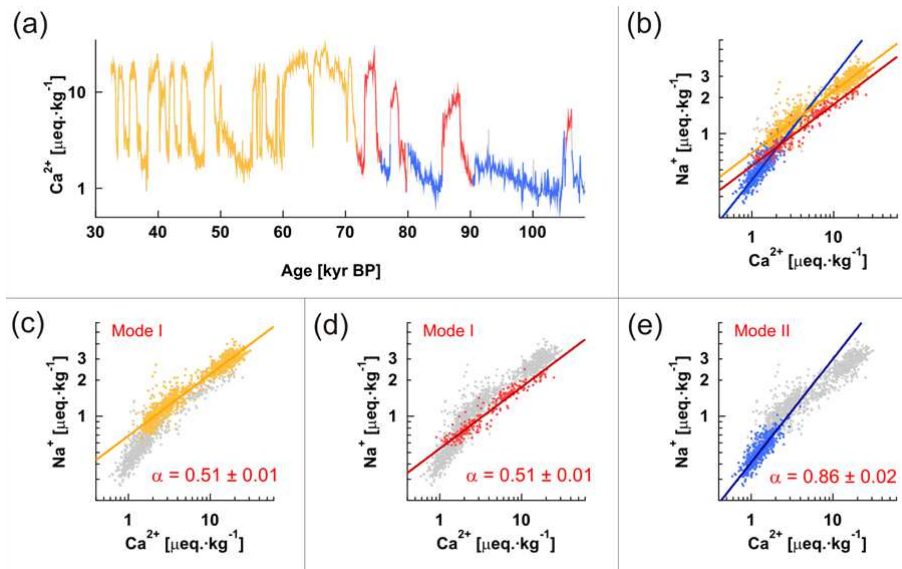 (a)
Ca²⁺ [µeq.·kg⁻¹]
10
1
30 40 50 60 70 80 90 100
Age [kyr BP]
(b)
Na⁺ [µeq.·kg⁻¹]
3
2
1
1 10
Ca²⁺ [µeq.·kg⁻¹]
(c)
Mode I
Na⁺ [µeq.·kg⁻¹]
3
2
1
α = 0.51 ± 0.01
1 10
Ca²⁺ [µeq.·kg⁻¹]
(d)
Mode I
Na⁺ [µeq.·kg⁻¹]
3
2
1
α = 0.51 ± 0.01
1 10
Ca²⁺ [µeq.·kg⁻¹]
(e)
Mode II
Na⁺ [µeq.·kg⁻¹]
3
2
1
α = 0.86 ± 0.02
1 10
Ca²⁺ [µeq.·kg⁻¹]